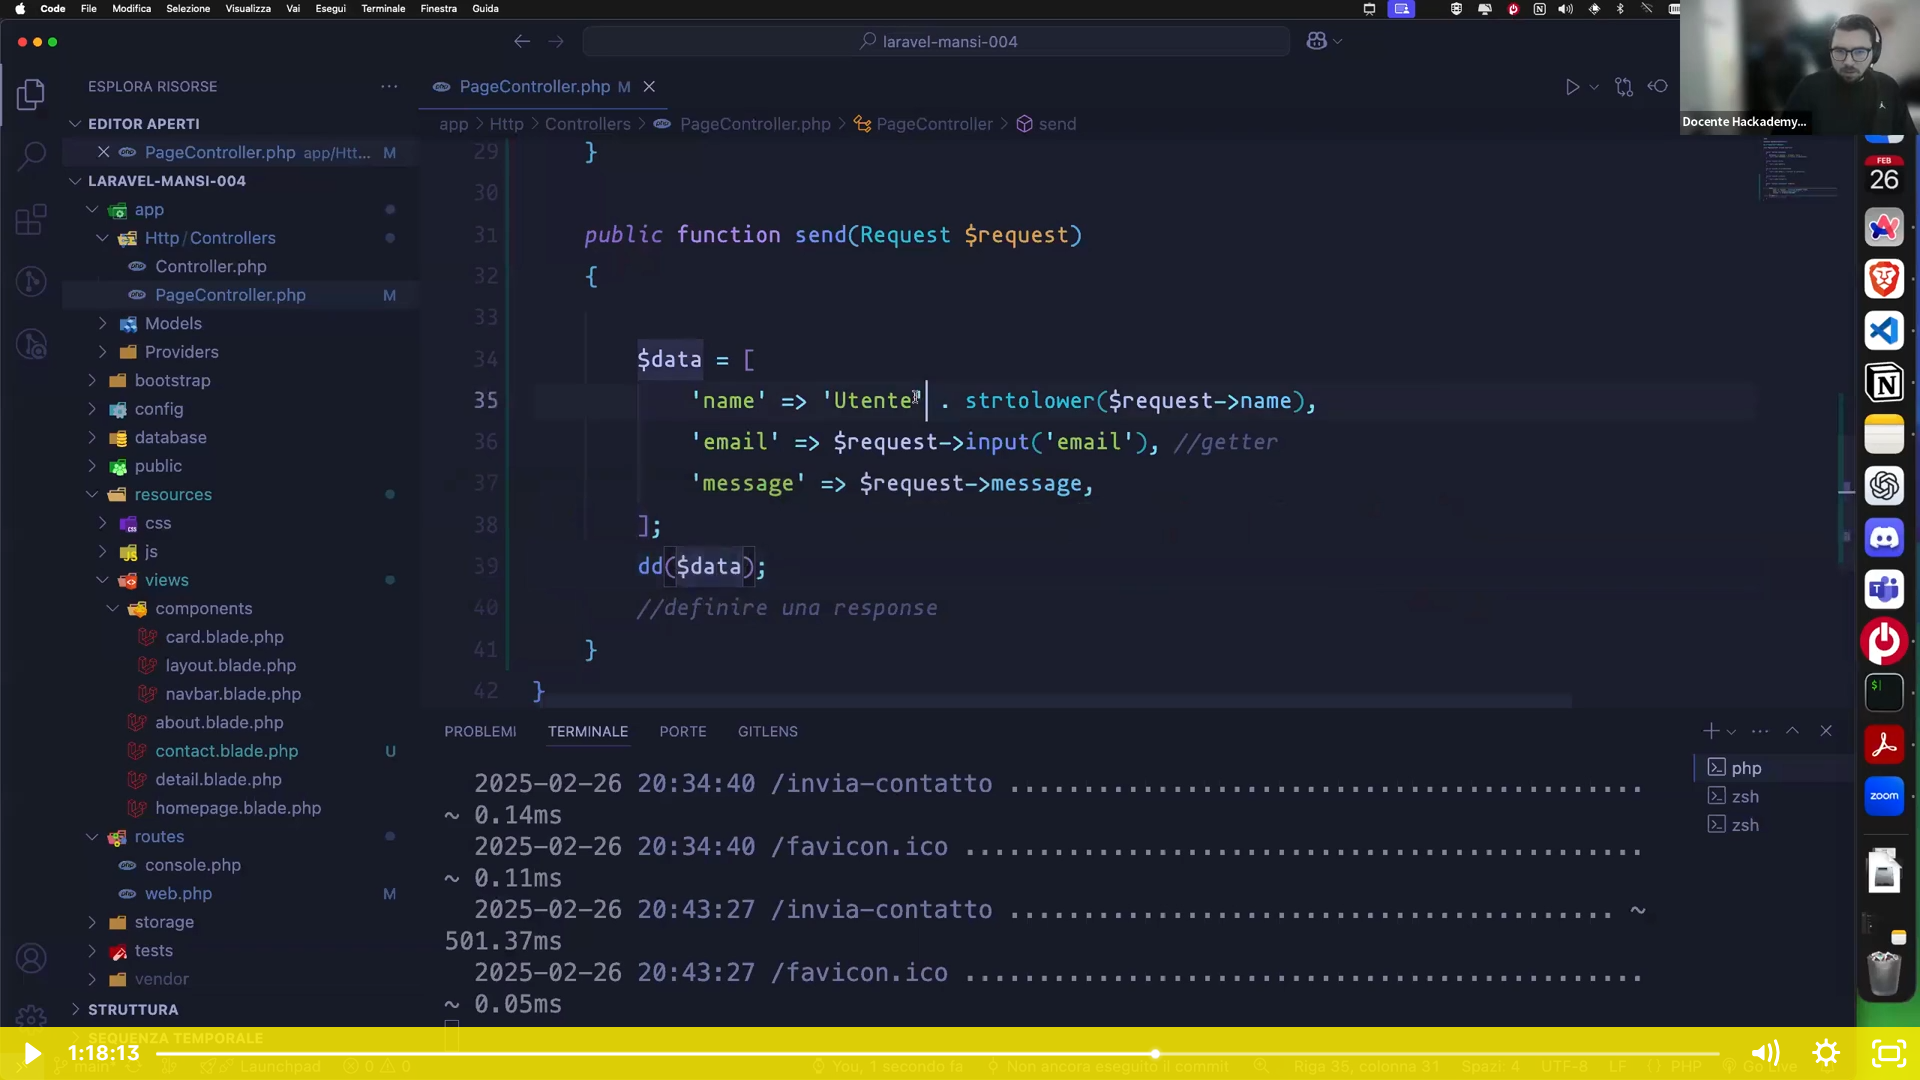 Code File Modifica Selezione Visualizza Vai Esegui Terminale Finestra Guida
laravel-mansi-004
ESPLORA RISORSE
PageController.php M
Docente Hackademy...
EDITOR APERTI
PageController.php app/Htt... M
LARAVEL-MANSI-004
app
Http / Controllers
Controller.php
PageController.php M
Models
Providers
bootstrap
config
database
public
resources
css
js
views
components
card.blade.php
layout.blade.php
navbar.blade.php
about.blade.php
contact.blade.php U
detail.blade.php
homepage.blade.php
routes
console.php
web.php M
storage
tests
vendor
STRUTTURA
SEQUENZA TEMPORALE
app > Http > Controllers > PageController.php > PageController > send
29 }
30
31 public function send(Request $request)
32 {
33
34 $data = [
35 'name' => 'Utente' . strtolower($request->name),
36 'email' => $request->input('email'), //getter
37 'message' => $request->message,
38 ];
39 dd($data);
40 //definire una response
41 }
42 }
PROBLEMI TERMINALE PORTE GITLENS
2025-02-26 20:34:40 /invia-contatto ................................................
~ 0.14ms
2025-02-26 20:34:40 /favicon.ico ...................................................
~ 0.11ms
2025-02-26 20:43:27 /invia-contatto .............................................. ~
501.37ms
2025-02-26 20:43:27 /favicon.ico ...................................................
~ 0.05ms
php
zsh
zsh
FEB
26
zoom
1:18:13
main* Launchpad 0 0 You, 1 secondo fa Non ancora eseguito il commit Riga 35, colonna 31 Spazi: 4 UTF-8 LF { } PHP Go Live